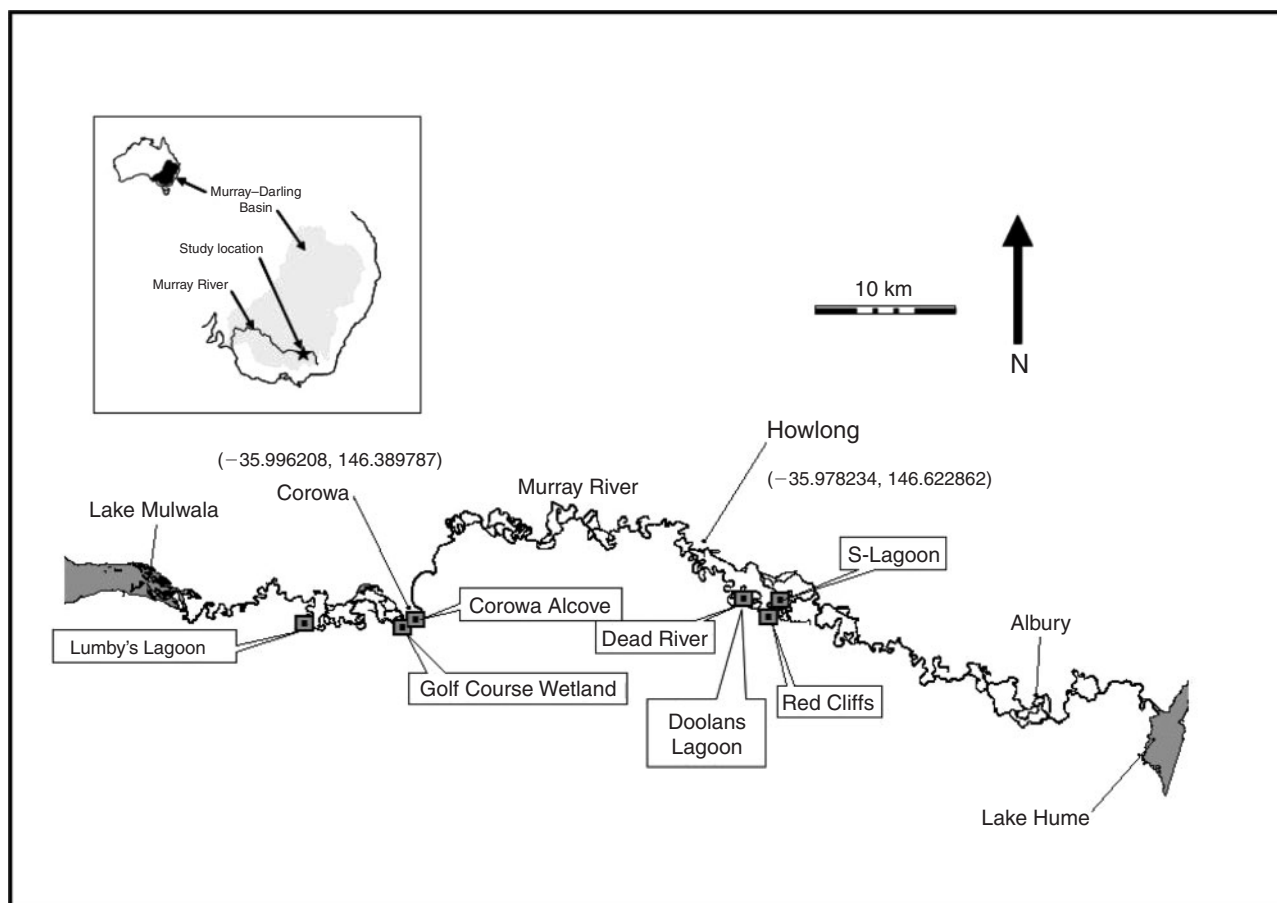 Murray–Darling
Basin
Study location
Murray River
10 km
N
Howlong
(−35.996208, 146.389787)
(−35.978234, 146.622862)
Corowa
Murray River
Lake Mulwala
S-Lagoon
Corowa Alcove
Dead River
Albury
Lumby's Lagoon
Golf Course Wetland
Red Cliffs
Doolans
Lagoon
Lake Hume